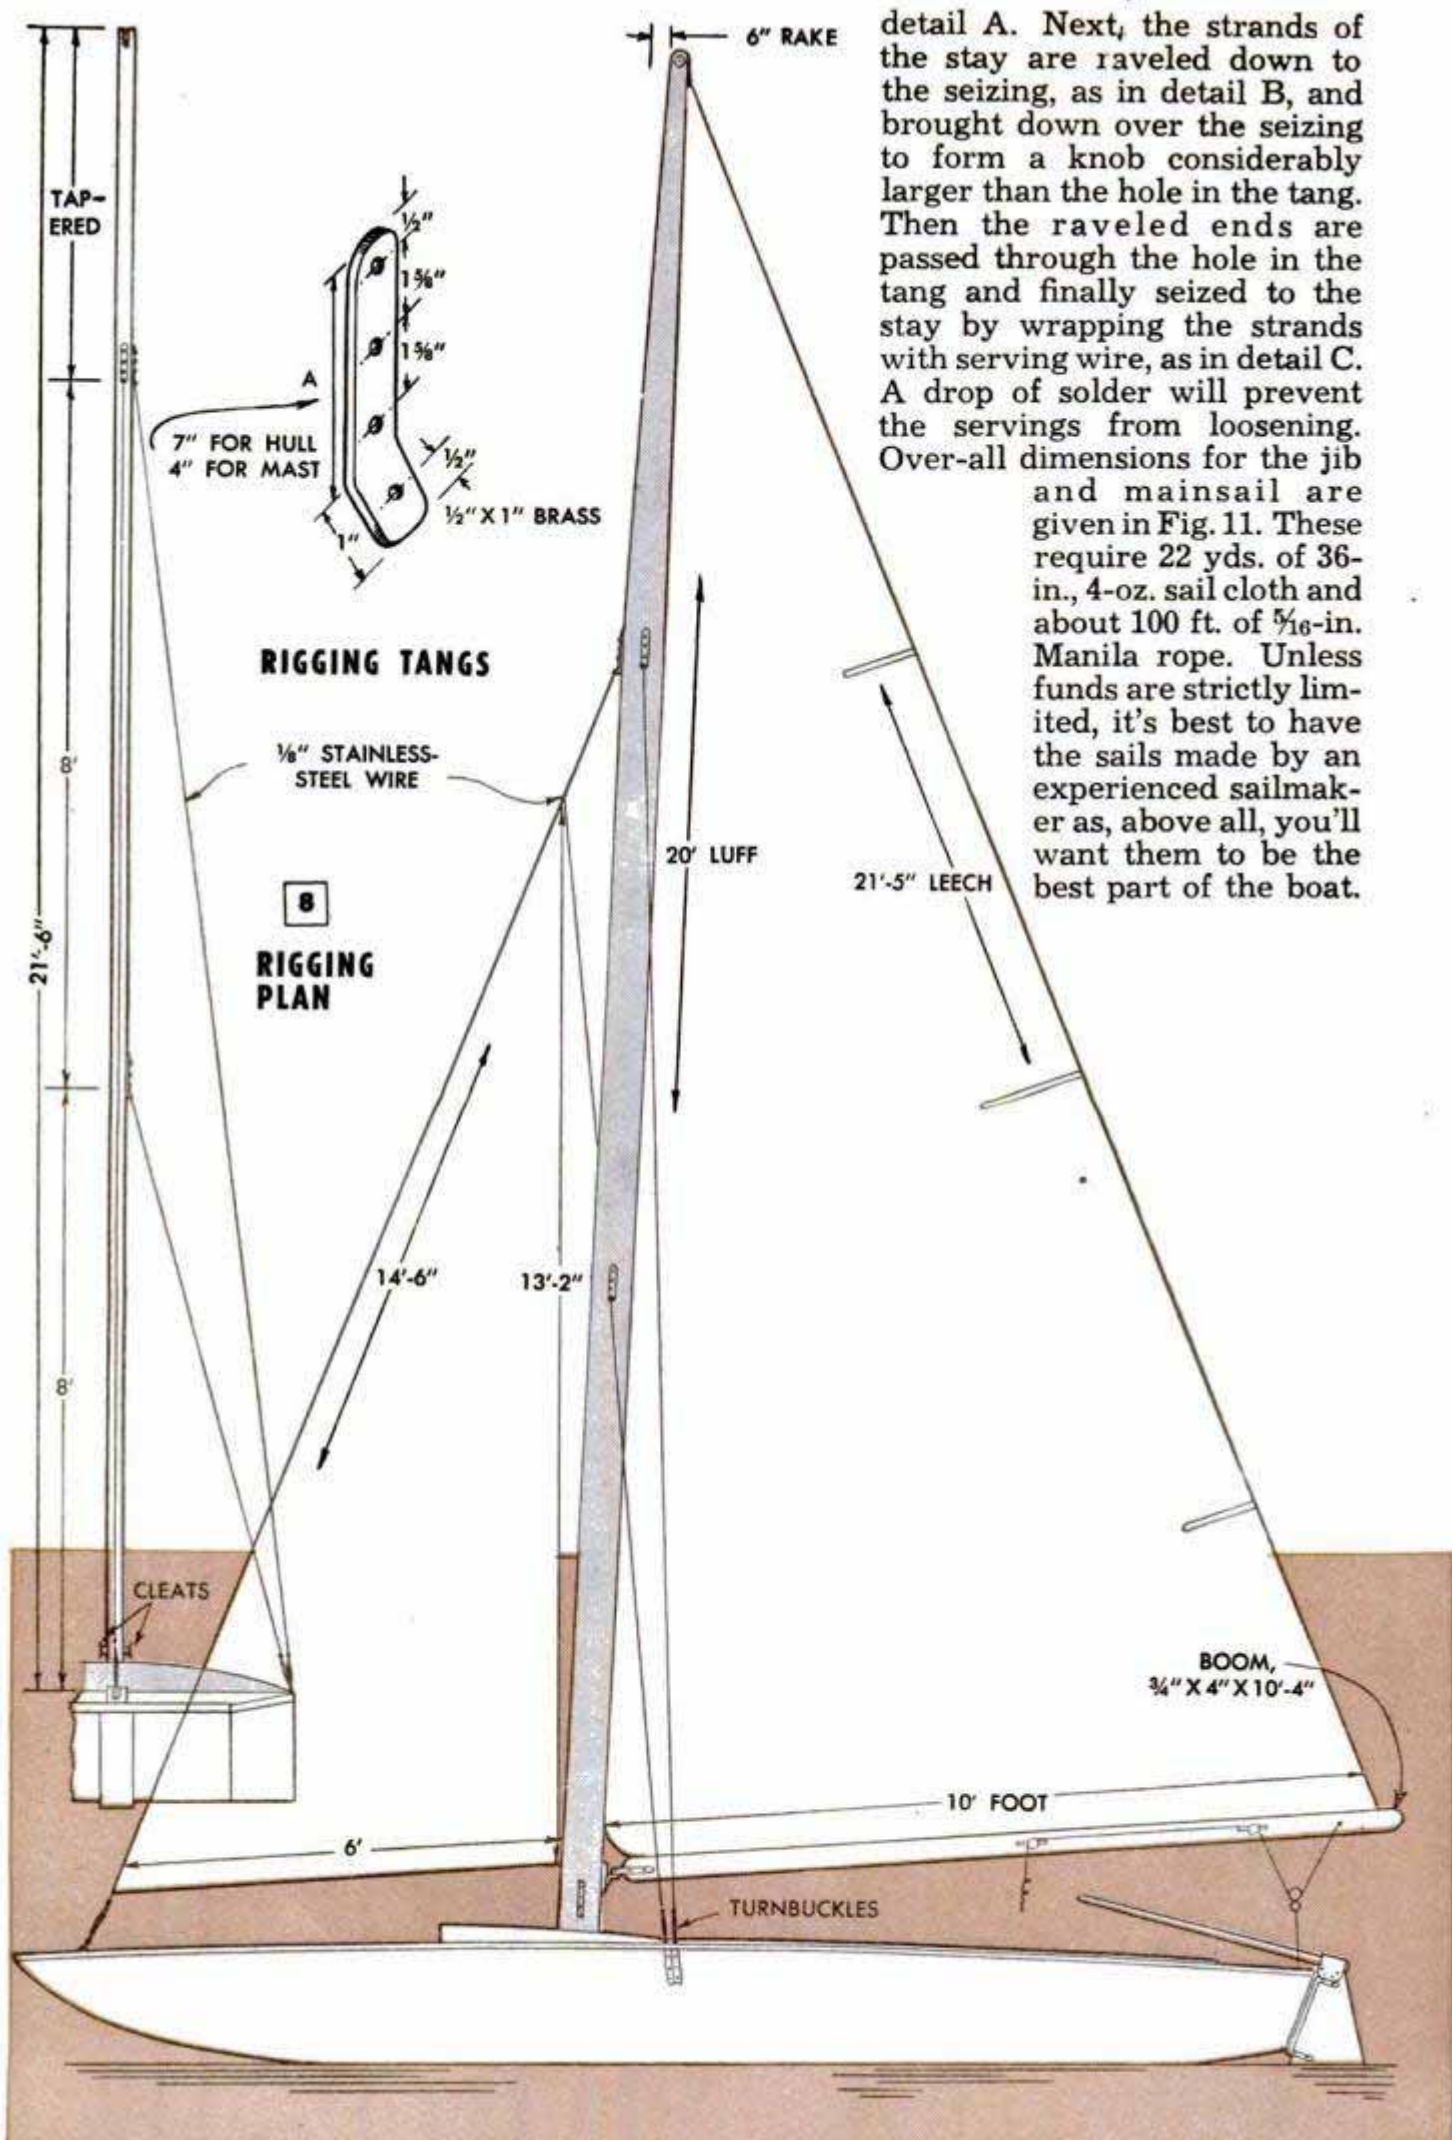 6" RAKE
detail A. Next, the strands of
the stay are raveled down to
the seizing, as in detail B, and
brought down over the seizing
to form a knob considerably
larger than the hole in the tang.
Then the raveled ends are
passed through the hole in the
tang and finally seized to the
stay by wrapping the strands
with serving wire, as in detail C.
A drop of solder will prevent
the servings from loosening.
Over-all dimensions for the jib
and mainsail are
given in Fig. 11. These
require 22 yds. of 36-
in., 4-oz. sail cloth and
about 100 ft. of 5/16-in.
Manila rope. Unless
funds are strictly lim-
ited, it's best to have
the sails made by an
experienced sailmak-
er as, above all, you'll
want them to be the
best part of the boat.
TAP-
ERED
½"
1⅝"
1⅝"
A
7" FOR HULL
4" FOR MAST
½"
½" X 1" BRASS
1"
RIGGING TANGS
⅛" STAINLESS-
STEEL WIRE
8'
20' LUFF
21'-5" LEECH
8
RIGGING
PLAN
21'-6"
14'-6"
13'-2"
8'
CLEATS
BOOM,
¾" X 4" X 10'-4"
10' FOOT
6'
TURNBUCKLES